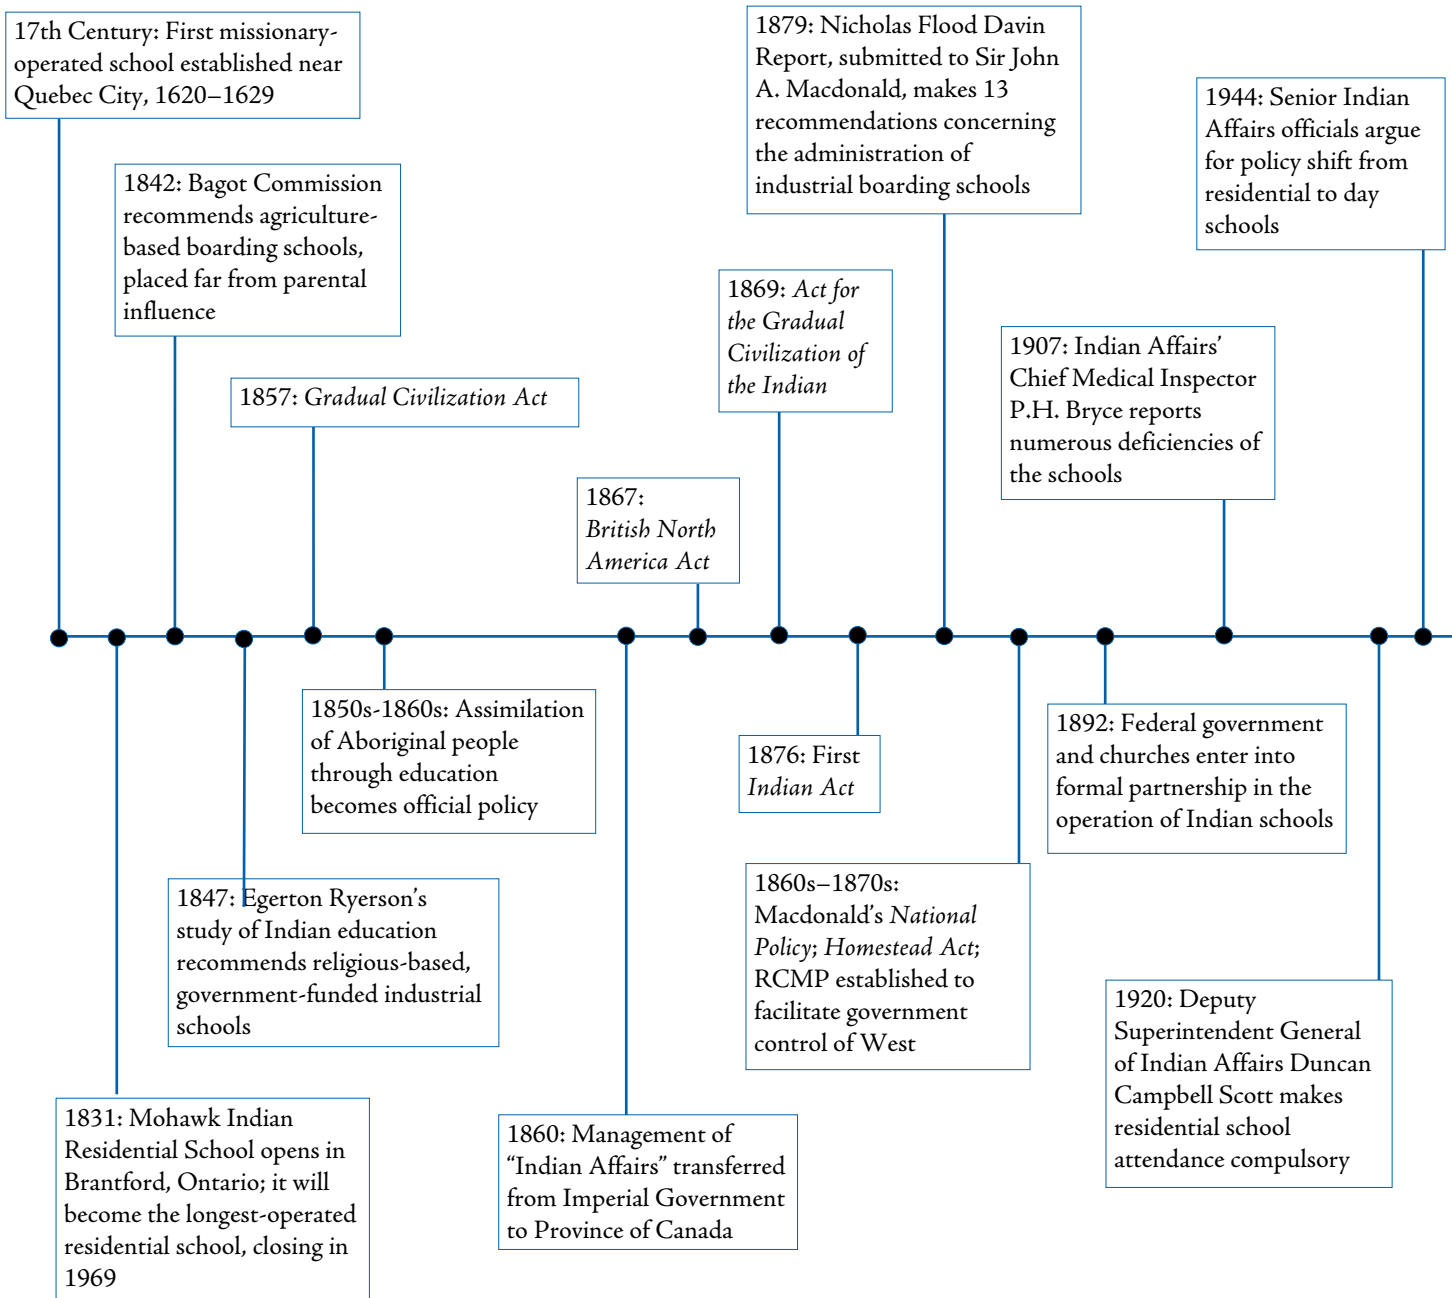 17th Century: First missionary-
operated school established near
Quebec City, 1620–1629
1831: Mohawk Indian
Residential School opens in
Brantford, Ontario; it will
become the longest-operated
residential school, closing in
1969
1842: Bagot Commission
recommends agriculture-
based boarding schools,
placed far from parental
influence
1847: Egerton Ryerson’s
study of Indian education
recommends religious-based,
government-funded industrial
schools
1857: Gradual Civilization Act
1850s-1860s: Assimilation
of Aboriginal people
through education
becomes official policy
1860: Management of
“Indian Affairs” transferred
from Imperial Government
to Province of Canada
1867:
British North
America Act
1869: Act for
the Gradual
Civilization of
the Indian
1876: First
Indian Act
1879: Nicholas Flood Davin
Report, submitted to Sir John
A. Macdonald, makes 13
recommendations concerning
the administration of
industrial boarding schools
1860s–1870s:
Macdonald’s National
Policy; Homestead Act;
RCMP established to
facilitate government
control of West
1892: Federal government
and churches enter into
formal partnership in the
operation of Indian schools
1907: Indian Affairs’
Chief Medical Inspector
P.H. Bryce reports
numerous deficiencies of
the schools
1920: Deputy
Superintendent General
of Indian Affairs Duncan
Campbell Scott makes
residential school
attendance compulsory
1944: Senior Indian
Affairs officials argue
for policy shift from
residential to day
schools